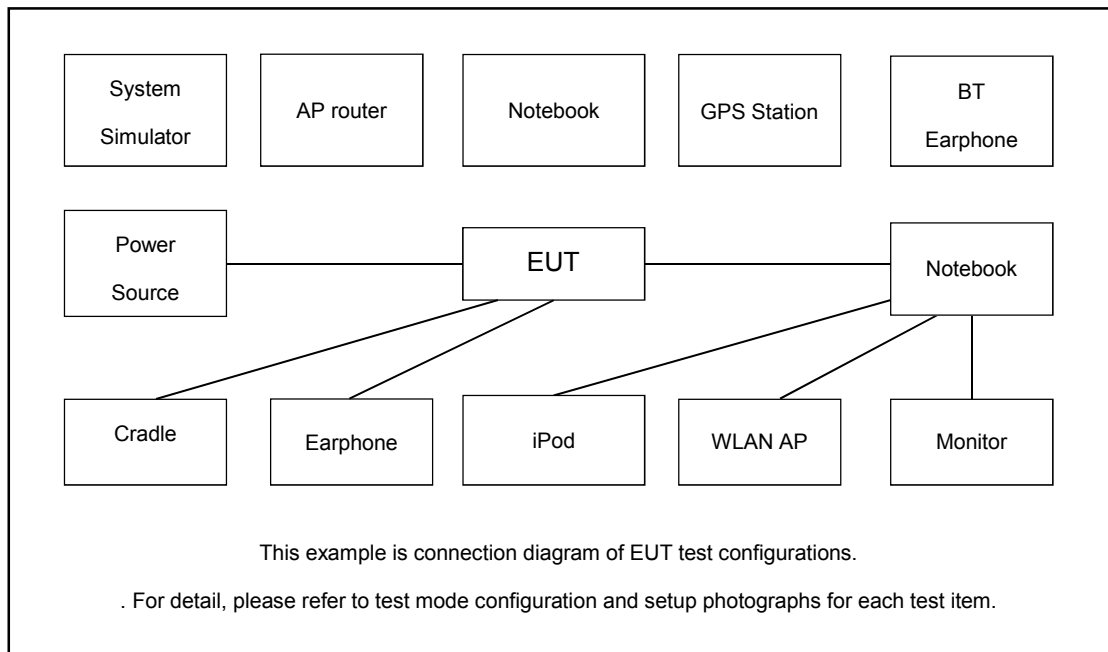 System
Simulator
AP router
Notebook
GPS Station
BT
Earphone
Power
Source
EUT
Notebook
Cradle
Earphone
iPod
WLAN AP
Monitor
This example is connection diagram of EUT test configurations.
. For detail, please refer to test mode configuration and setup photographs for each test item.